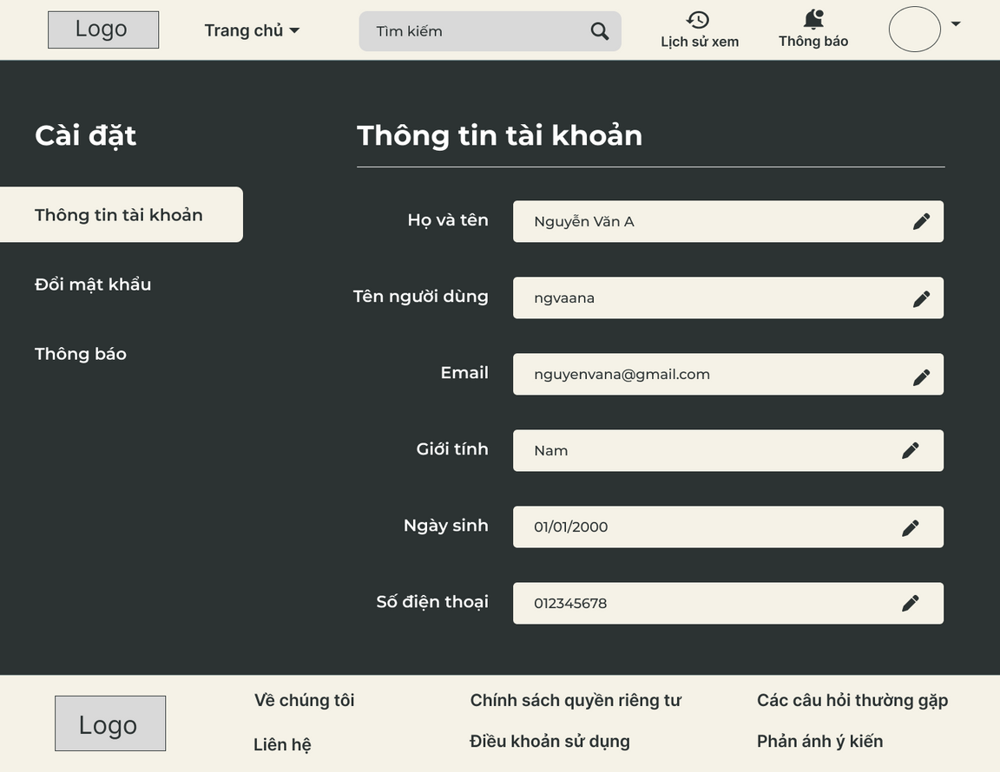 Logo
Trang chủ
Tìm kiếm
Lịch sử xem
Thông báo
Cài đặt
Thông tin tài khoản
Đổi mật khẩu
Thông báo
Thông tin tài khoản
Họ và tên
Nguyễn Văn A
Tên người dùng
ngvaana
Email
nguyenvana@gmail.com
Giới tính
Nam
Ngày sinh
01/01/2000
Số điện thoại
012345678
Logo
Về chúng tôi
Liên hệ
Chính sách quyền riêng tư
Điều khoản sử dụng
Các câu hỏi thường gặp
Phản ánh ý kiến